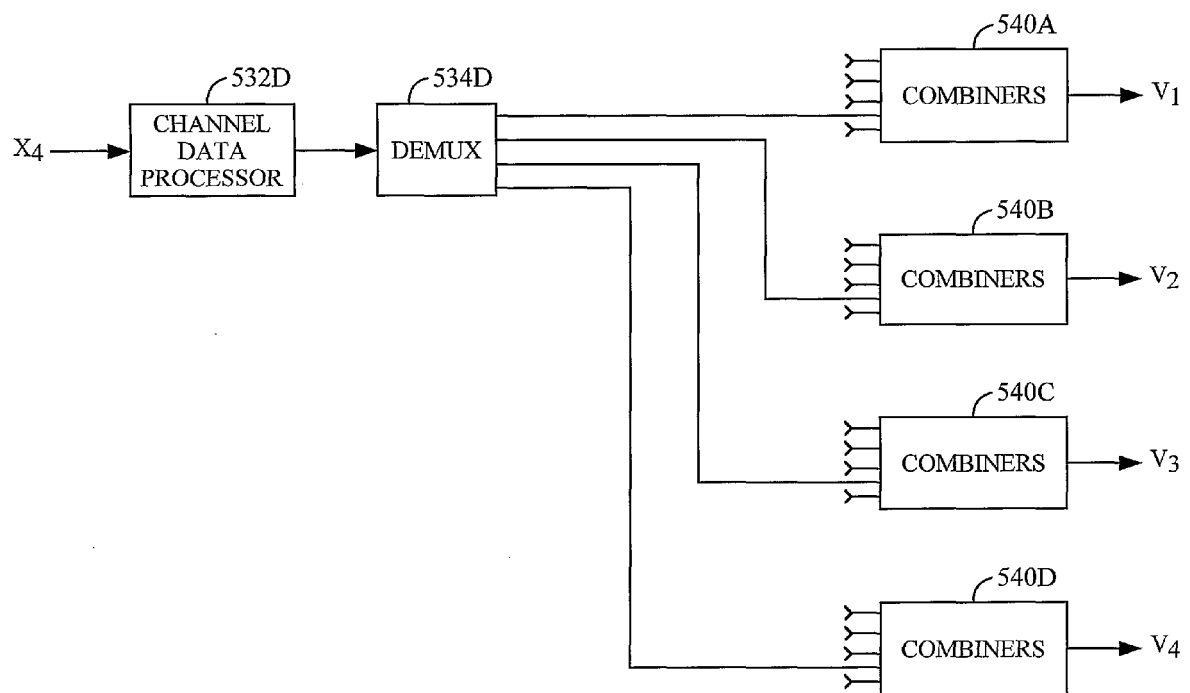 540A
532D
534D
COMBINERS
V1
CHANNEL
DATA
PROCESSOR
X4
DEMUX
540B
COMBINERS
V2
540C
COMBINERS
V3
540D
COMBINERS
V4